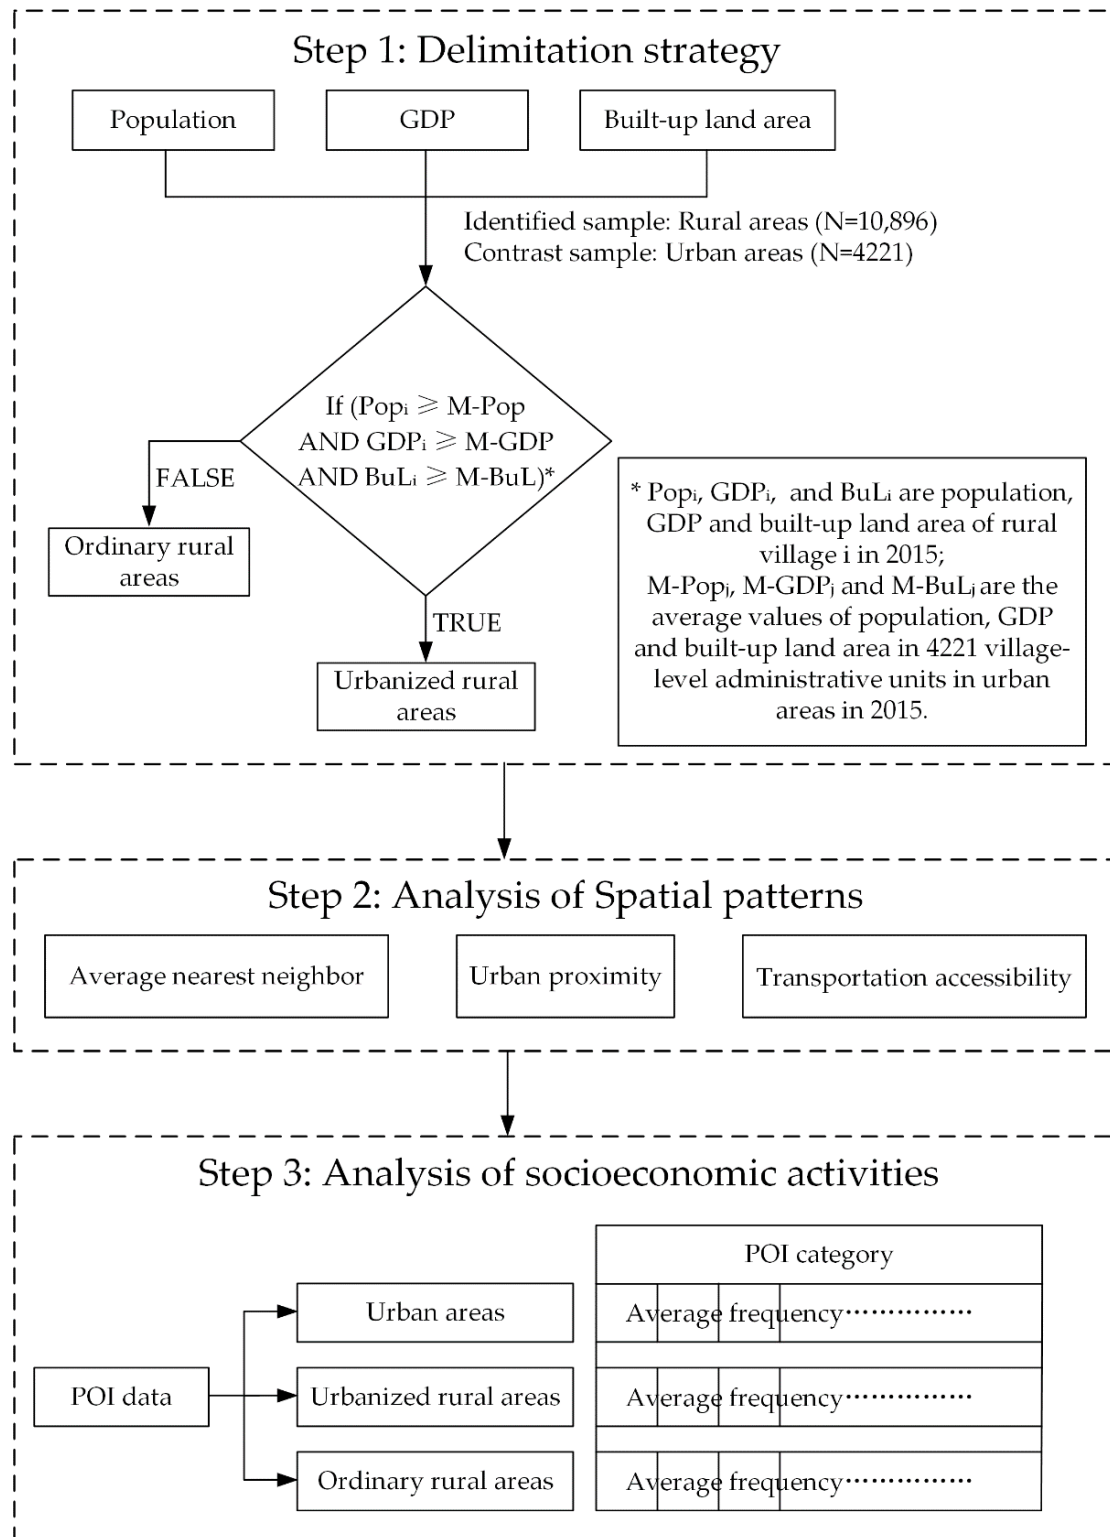 Step 1: Delimitation strategy
Population
GDP
Built-up land area
Identified sample: Rural areas (N=10,896)
Contrast sample: Urban areas (N=4221)
If (Popᵢ ⩾ M-Pop
AND GDPᵢ ⩾ M-GDP
AND BuLᵢ ⩾ M-BuL)*
FALSE
Ordinary rural
areas
TRUE
Urbanized rural
areas
* Popᵢ, GDPᵢ, and BuLᵢ are population,
GDP and built-up land area of rural
village i in 2015;
M-Popⱼ, M-GDPⱼ and M-BuLⱼ are the
average values of population, GDP
and built-up land area in 4221 village-
level administrative units in urban
areas in 2015.
Step 2: Analysis of Spatial patterns
Average nearest neighbor
Urban proximity
Transportation accessibility
Step 3: Analysis of socioeconomic activities
POI category
Urban areas
Average frequency···············
POI data
Urbanized rural areas
Average frequency···············
Ordinary rural areas
Average frequency···············